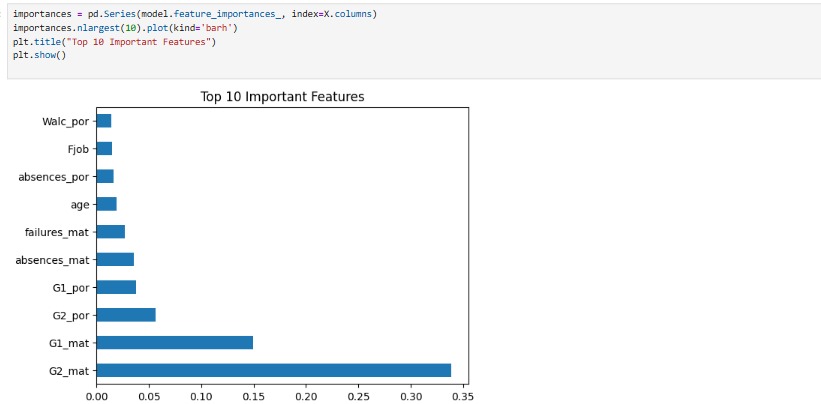 importances = pd.Series(model.feature_importances_, index=X.columns)
importances.nlargest(10).plot(kind='barh')
plt.title("Top 10 Important Features")
plt.show()
Top 10 Important Features
Walc_por
Fjob
absences_por
age
failures_mat
absences_mat
G1_por
G2_por
G1_mat
G2_mat
0.00 0.05 0.10 0.15 0.20 0.25 0.30 0.35